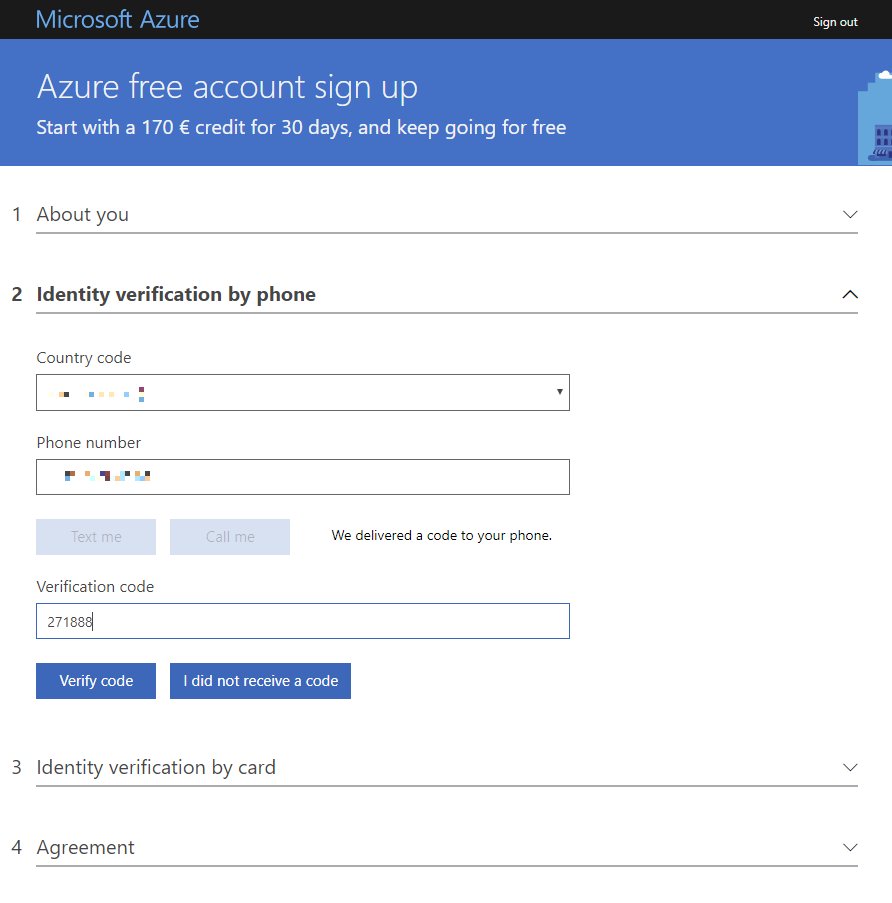 Microsoft Azure Sign out
Azure free account sign up
Start with a 170 € credit for 30 days, and keep going for free
1 About you
2 Identity verification by phone
Country code
Phone number
Text me Call me We delivered a code to your phone.
Verification code
271888
Verify code I did not receive a code
3 Identity verification by card
4 Agreement